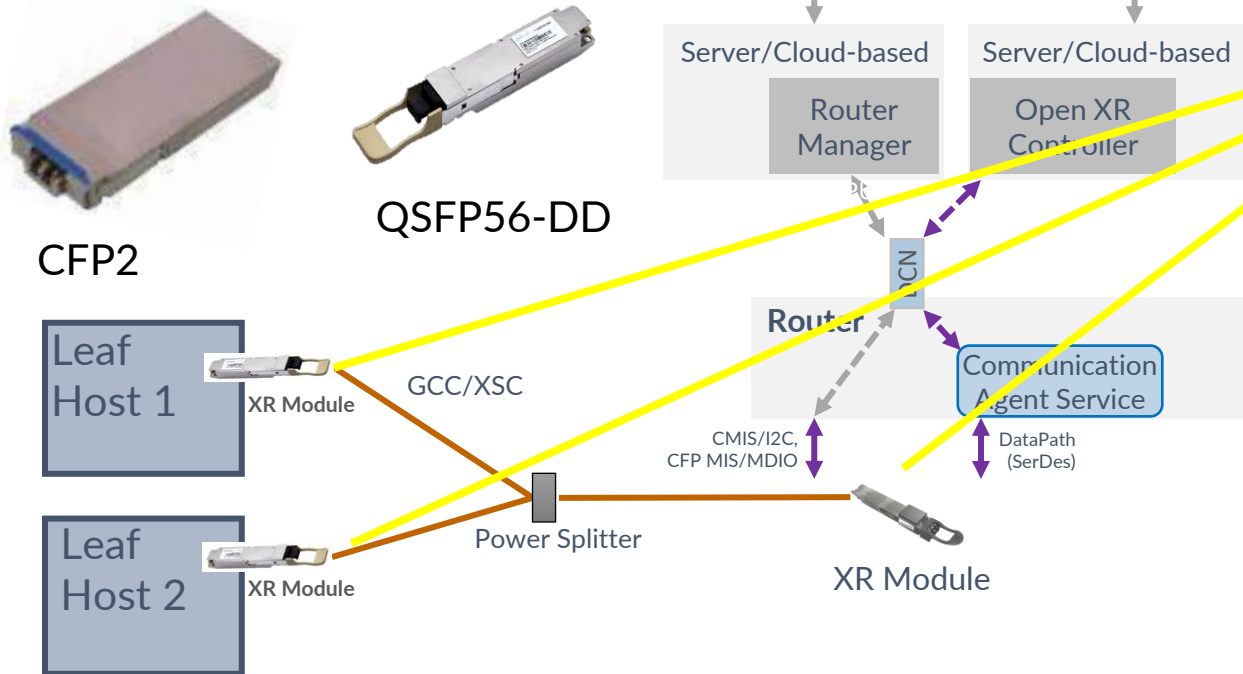 Server/Cloud-based
Server/Cloud-based
Router
Manager
Open XR
Controller
QSFP56-DD
CFP2
DCN
Router
Leaf
Host 1
XR Module
GCC/XSC
Communication
Agent Service
CMIS/I2C,
CFP MIS/MDIO
DataPath
(SerDes)
Power Splitter
Leaf
Host 2
XR Module
XR Module